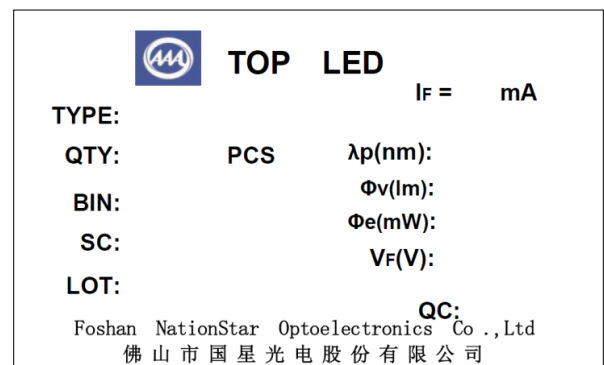 TOP LED
IF = mA
TYPE:
QTY: PCS λp(nm):
Φv(lm):
BIN:
Φe(mW):
SC:
VF(V):
LOT:
QC:
Foshan NationStar Optoelectronics Co .,Ltd
佛山市国星光电股份有限公司